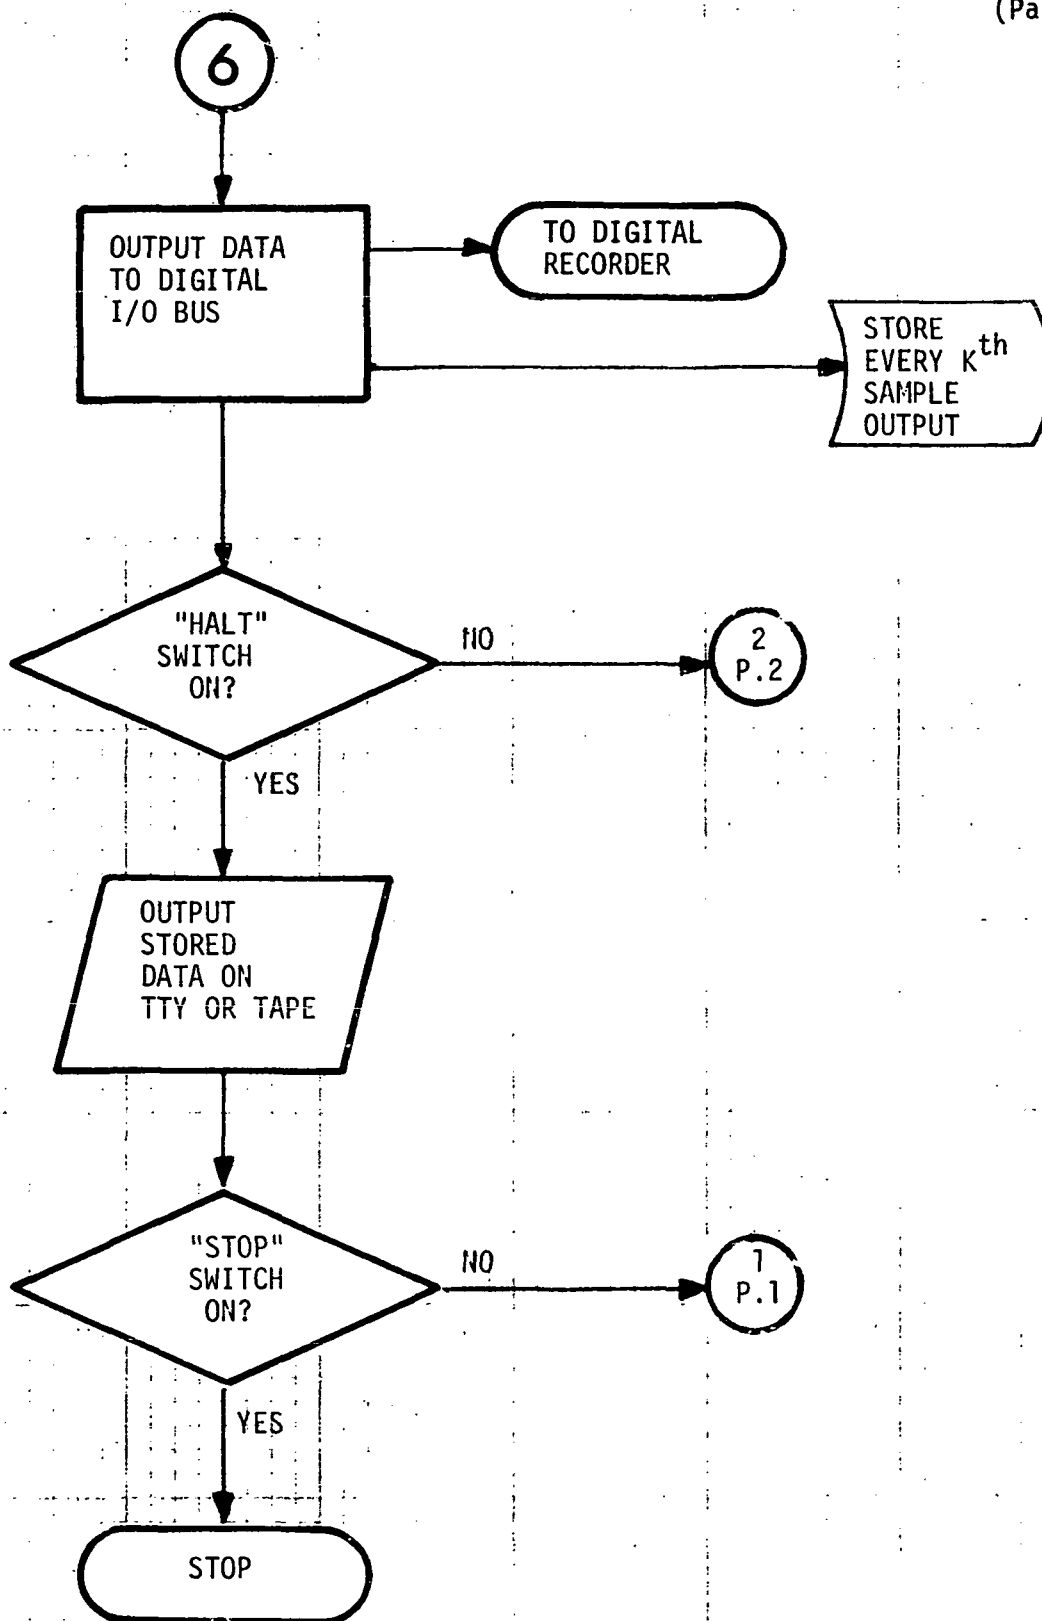 (Pa
6
OUTPUT DATA
TO DIGITAL
I/O BUS
TO DIGITAL
RECORDER
STORE
EVERY Kth
SAMPLE
OUTPUT
"HALT"
SWITCH
ON?
NO
2
P.2
YES
OUTPUT
STORED
DATA ON
TTY OR TAPE
"STOP"
SWITCH
ON?
NO
1
P.1
YES
STOP